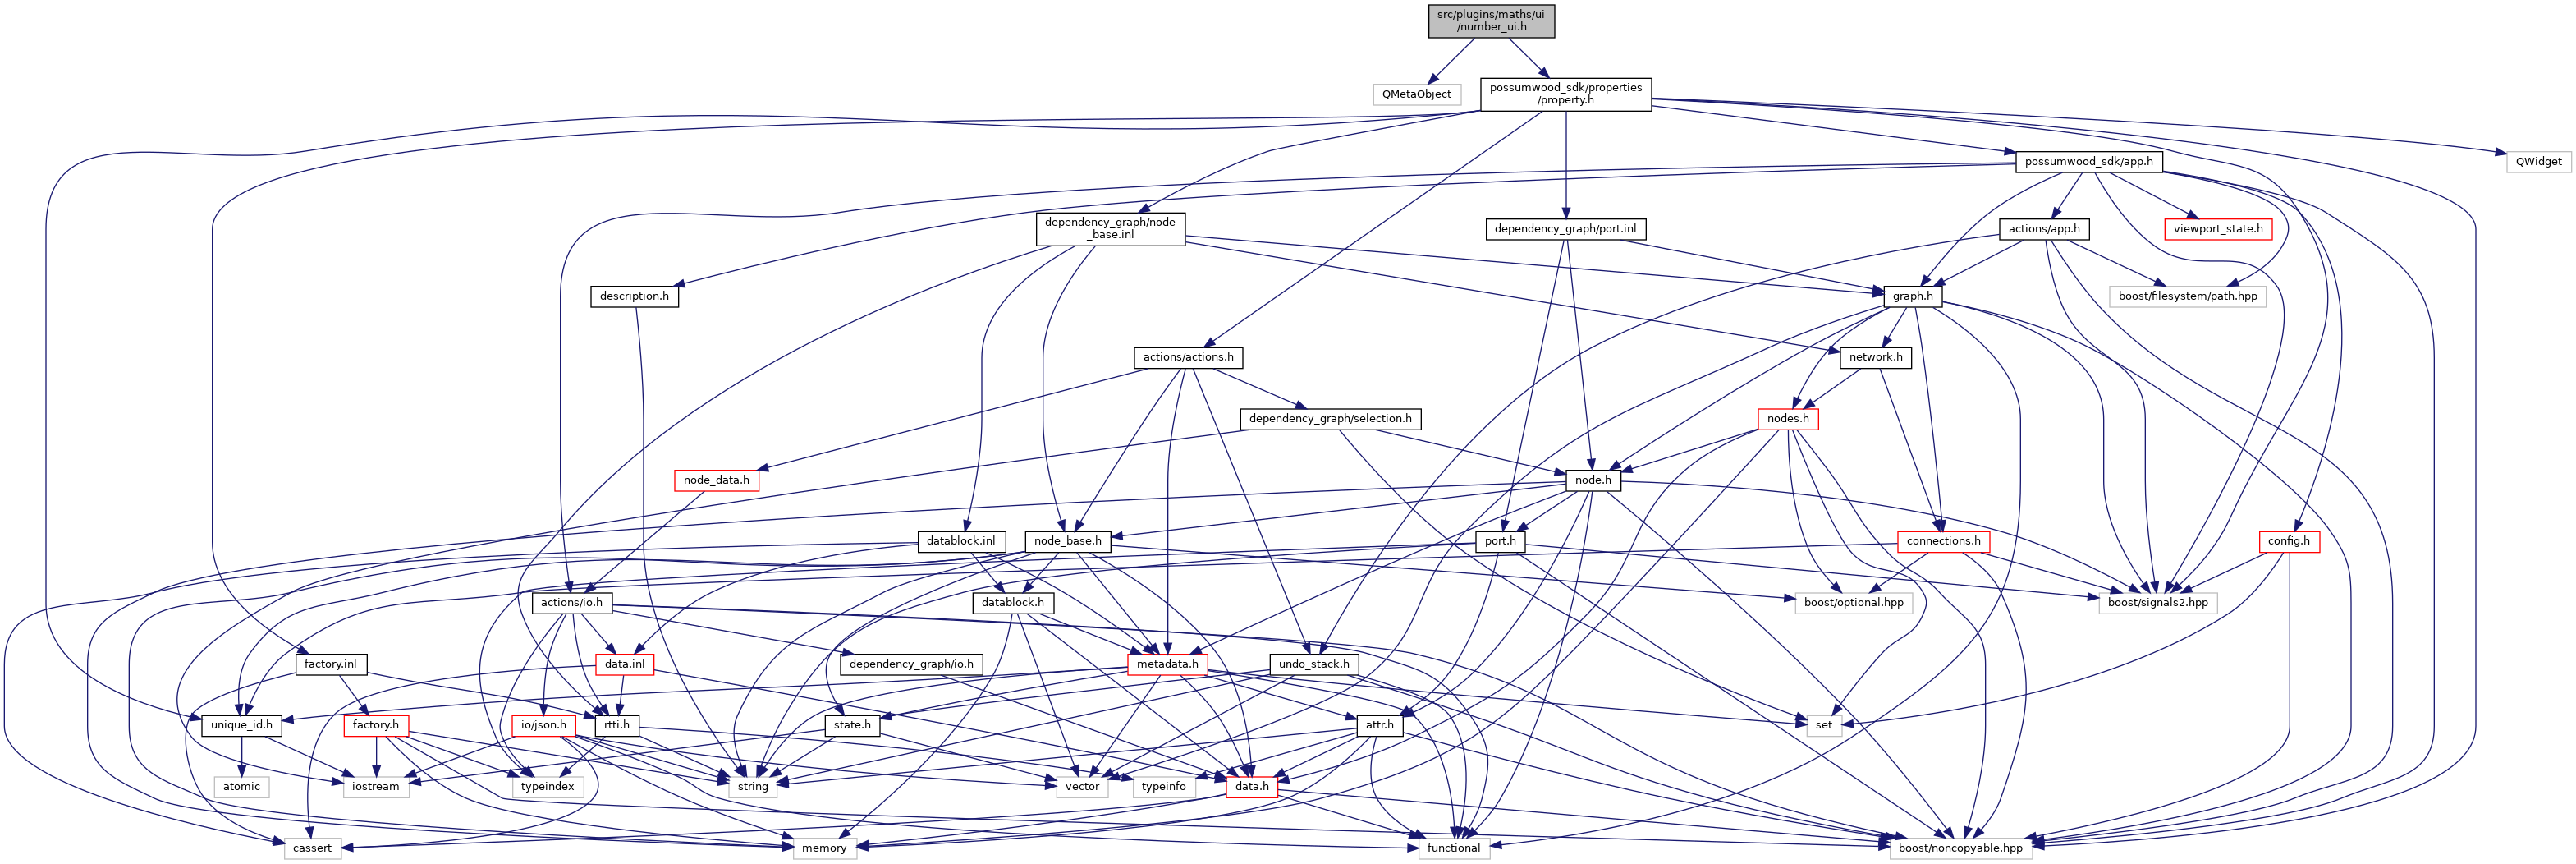 src/plugins/maths/ui
/number_ui.h
QMetaObject
possumwood_sdk/properties
/property.h
possumwood_sdk/app.h
QWidget
dependency_graph/node
_base.inl
dependency_graph/port.inl
actions/app.h
viewport_state.h
description.h
graph.h
boost/filesystem/path.hpp
actions/actions.h
network.h
dependency_graph/selection.h
nodes.h
node_data.h
node.h
datablock.inl
node_base.h
port.h
connections.h
config.h
actions/io.h
datablock.h
boost/optional.hpp
boost/signals2.hpp
factory.inl
data.inl
dependency_graph/io.h
metadata.h
undo_stack.h
unique_id.h
factory.h
io/json.h
rtti.h
state.h
attr.h
set
atomic
iostream
typeindex
string
vector
typeinfo
data.h
cassert
memory
functional
boost/noncopyable.hpp